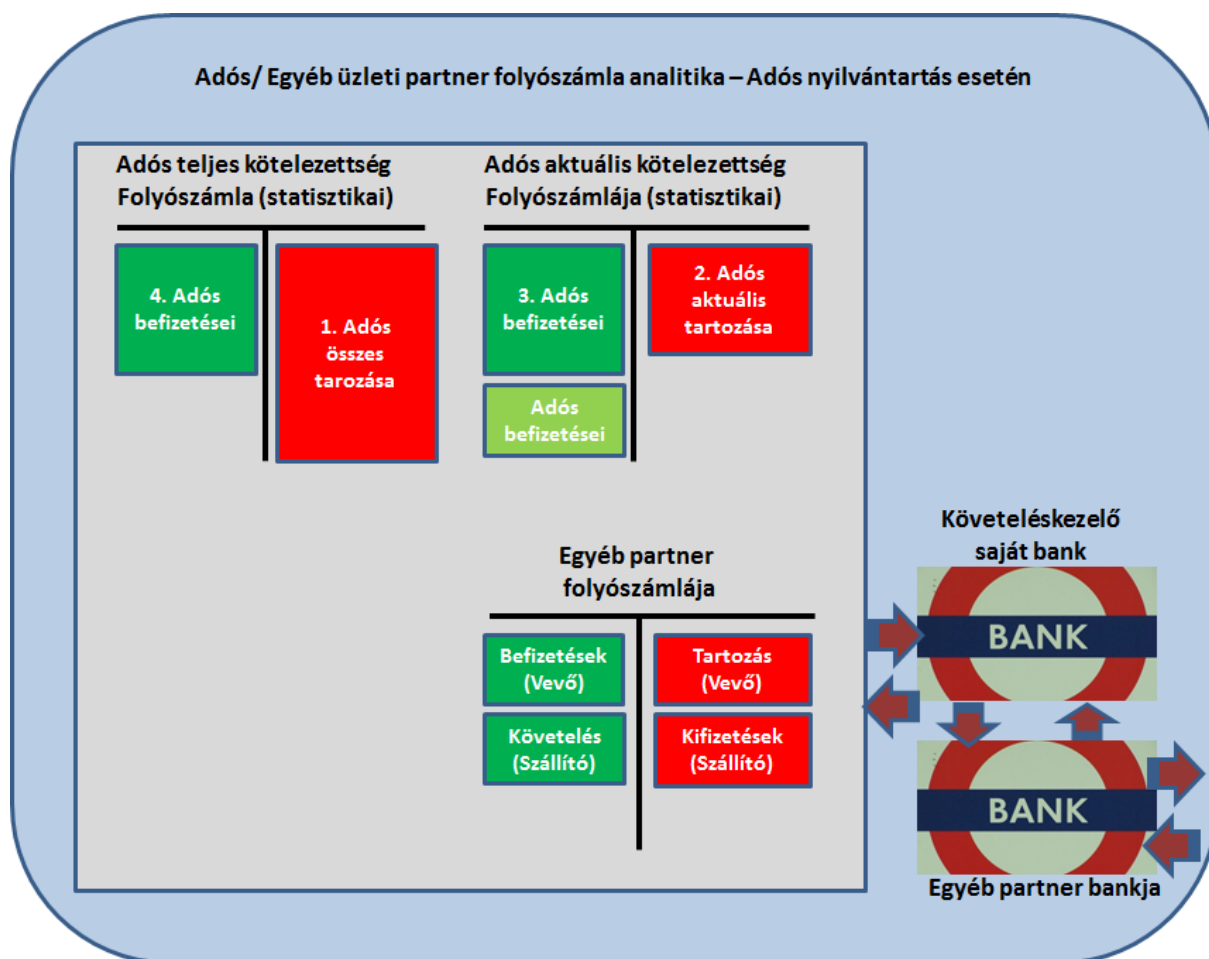 Adós/ Egyéb üzleti partner folyószámla analitika – Adós nyilvántartás esetén
Adós teljes kötelezettség
Folyószámla (statisztikai)
4. Adós
befizetései
1. Adós
összes
tarozása
Adós aktuális kötelezettség
Folyószámlája (statisztikai)
3. Adós
befizetései
2. Adós
aktuális
tartozása
Adós
befizetései
Egyéb partner
folyószámlája
Befizetések
(Vevő)
Tartozás
(Vevő)
Követelés
(Szállító)
Kifizetések
(Szállító)
Követeléskezelő
saját bank
BANK
BANK
Egyéb partner bankja